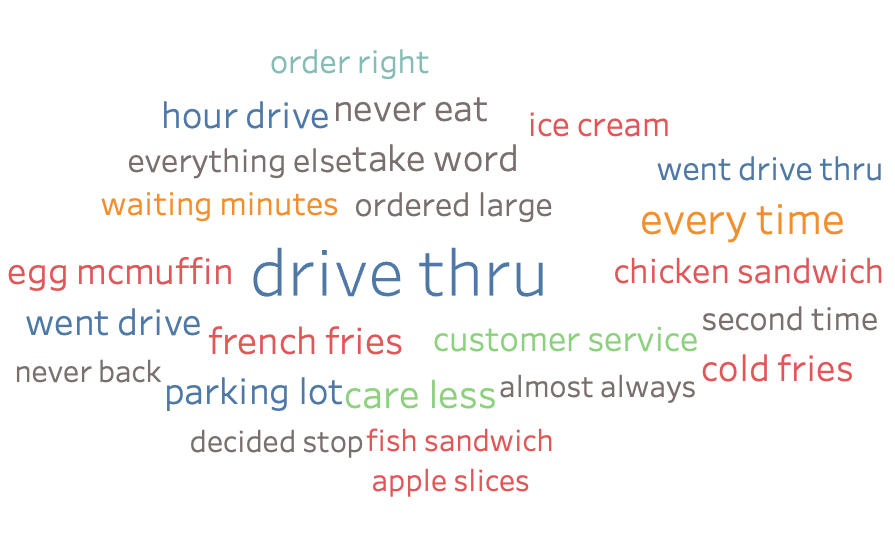 order right
hour drive never eat
ice cream
everything else take word
went drive thru
waiting minutes ordered large
every time
egg mcmuffin drive thru chicken sandwich
went drive
second time
french fries customer service
never back
cold fries
parking lot care less almost always
decided stop fish sandwich
apple slices